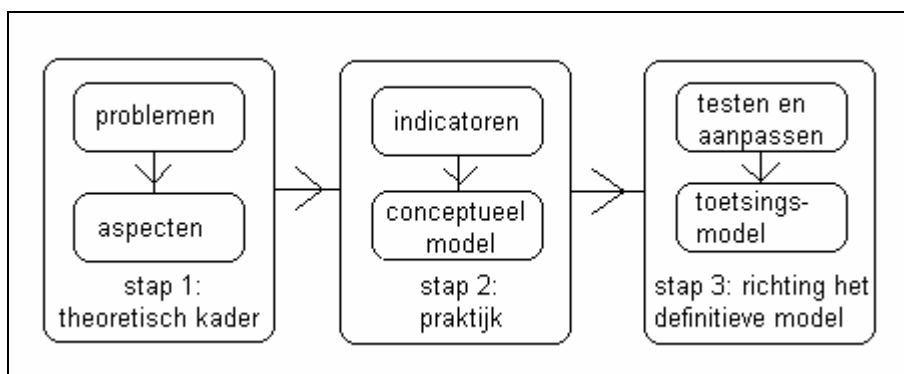 problemen
aspecten
stap 1:
theoretisch kader
indicatoren
conceptueel
model
stap 2:
praktijk
testen en
aanpassen
toetsings-
model
stap 3: richting het
definitieve model